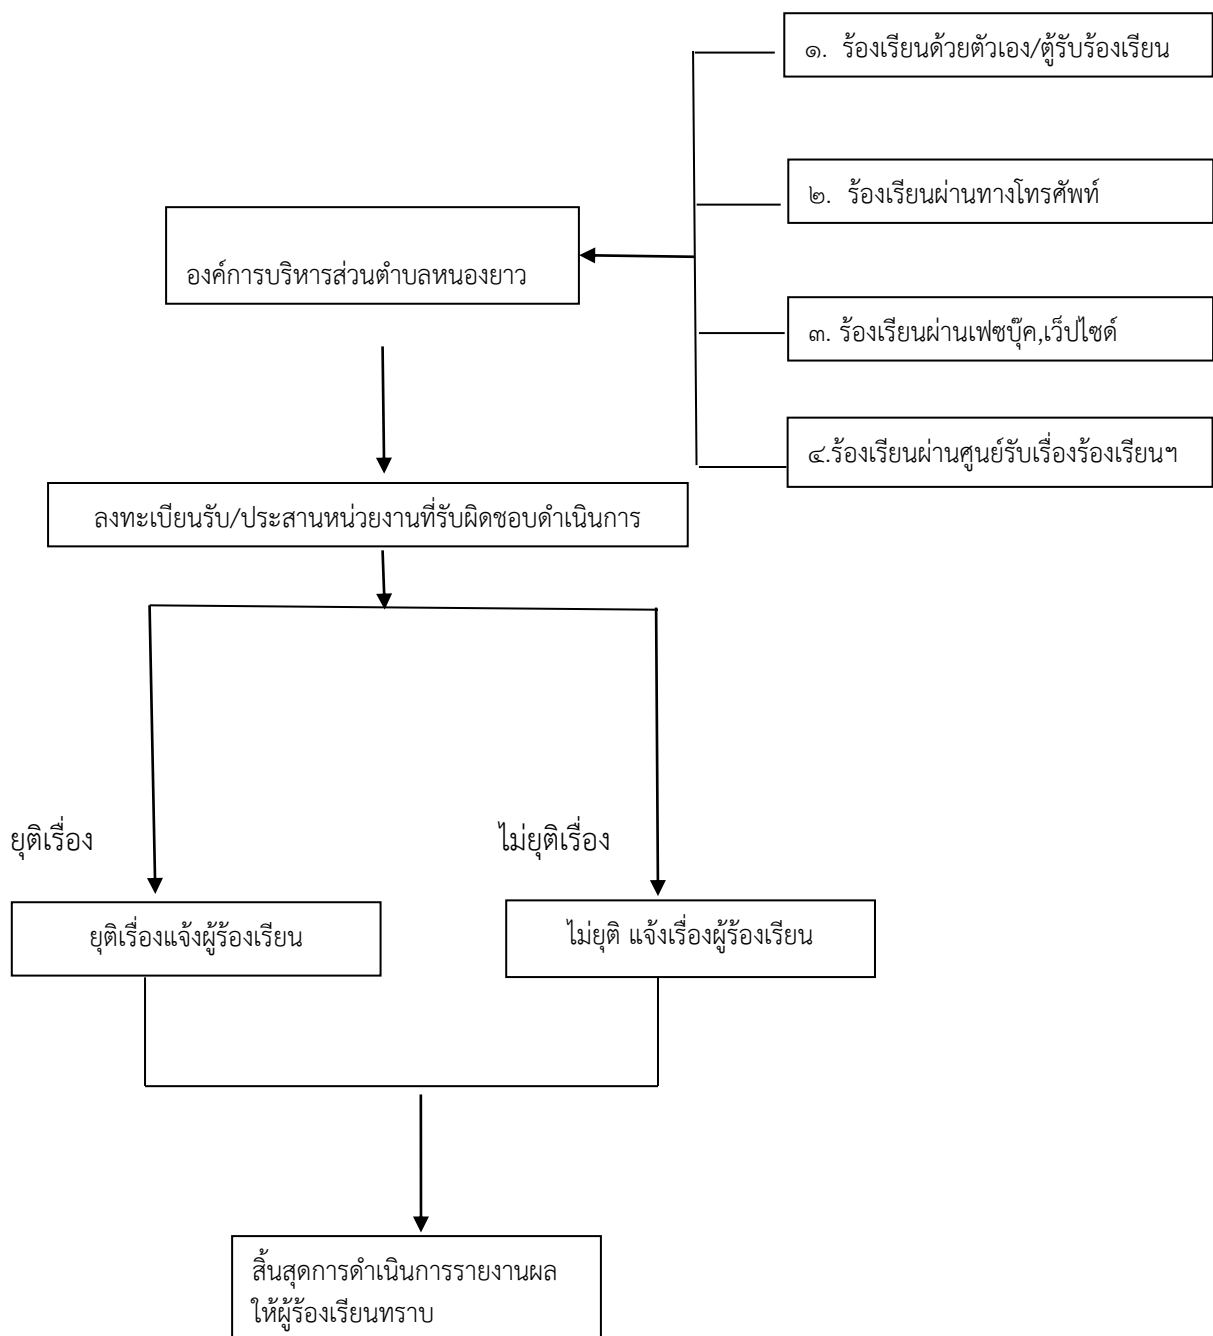 ๑. ร้องเรียนด้วยตัวเอง/ตู้รับร้องเรียน
๒. ร้องเรียนผ่านทางโทรศัพท์
องค์การบริหารส่วนตำบลหนองยาว
๓. ร้องเรียนผ่านเฟซบุ๊ค,เว็ปไซด์
๔.ร้องเรียนผ่านศูนย์รับเรื่องร้องเรียนฯ
ลงทะเบียนรับ/ประสานหน่วยงานที่รับผิดชอบดำเนินการ
ยุติเรื่อง
ไม่ยุติเรื่อง
ยุติเรื่องแจ้งผู้ร้องเรียน
ไม่ยุติ แจ้งเรื่องผู้ร้องเรียน
สิ้นสุดการดำเนินการรายงานผล
ให้ผู้ร้องเรียนทราบ